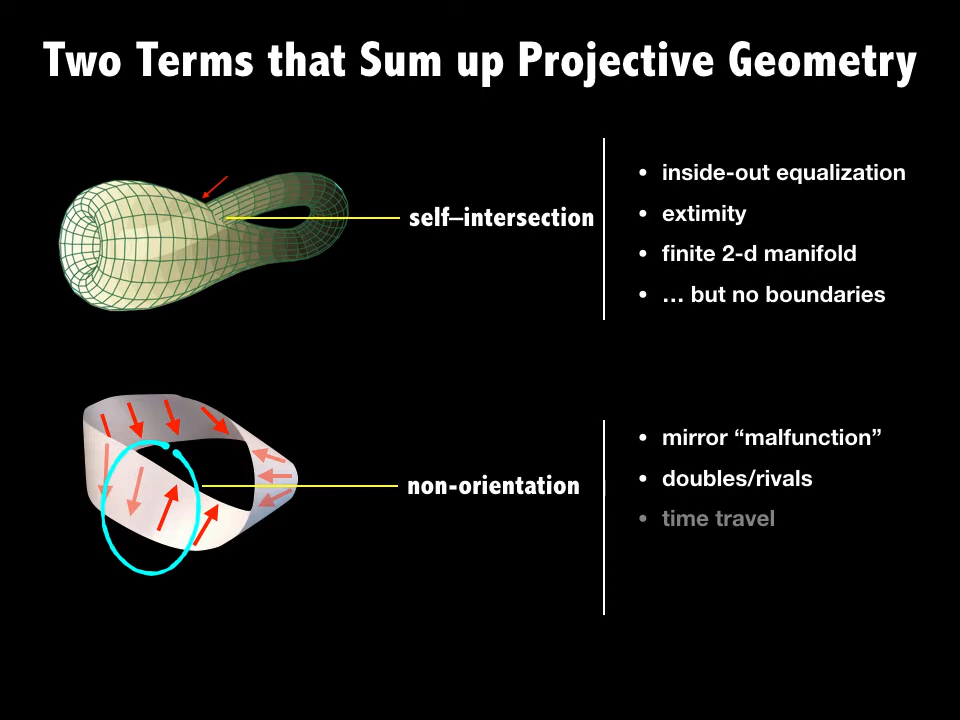 Two Terms that Sum up Projective Geometry
self–intersection
• inside-out equalization
• extimity
• finite 2-d manifold
• … but no boundaries
non-orientation
• mirror “malfunction”
• doubles/rivals
• time travel